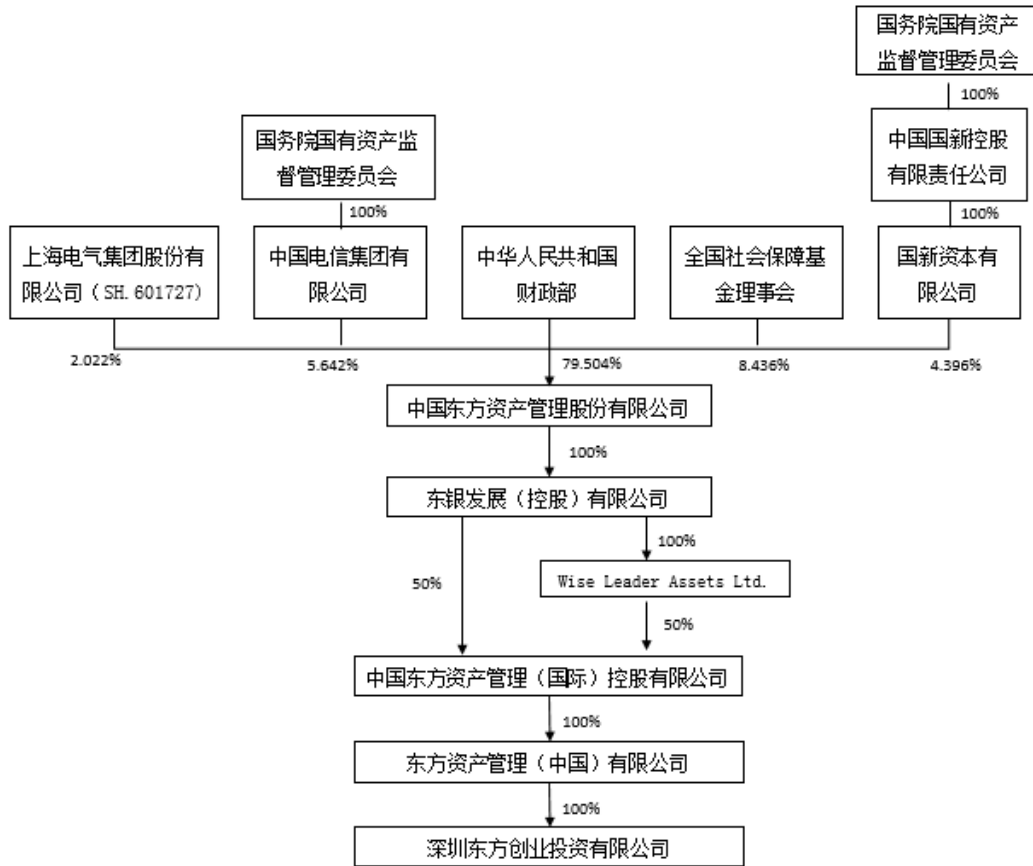 国务院国有资产
监督管理委员会
100%
国务院国有资产监
督管理委员会
中国国新控股
有限责任公司
100%
100%
上海电气集团股份有
限公司（SH.601727）
中国电信集团有
限公司
中华人民共和国
财政部
全国社会保障基
金理事会
国新资本有
限公司
2.022%
5.642%
79.504%
8.436%
4.396%
中国东方资产管理股份有限公司
100%
东银发展（控股）有限公司
100%
50%
Wise Leader Assets Ltd.
50%
中国东方资产管理（国际）控股有限公司
100%
东方资产管理（中国）有限公司
100%
深圳东方创业投资有限公司